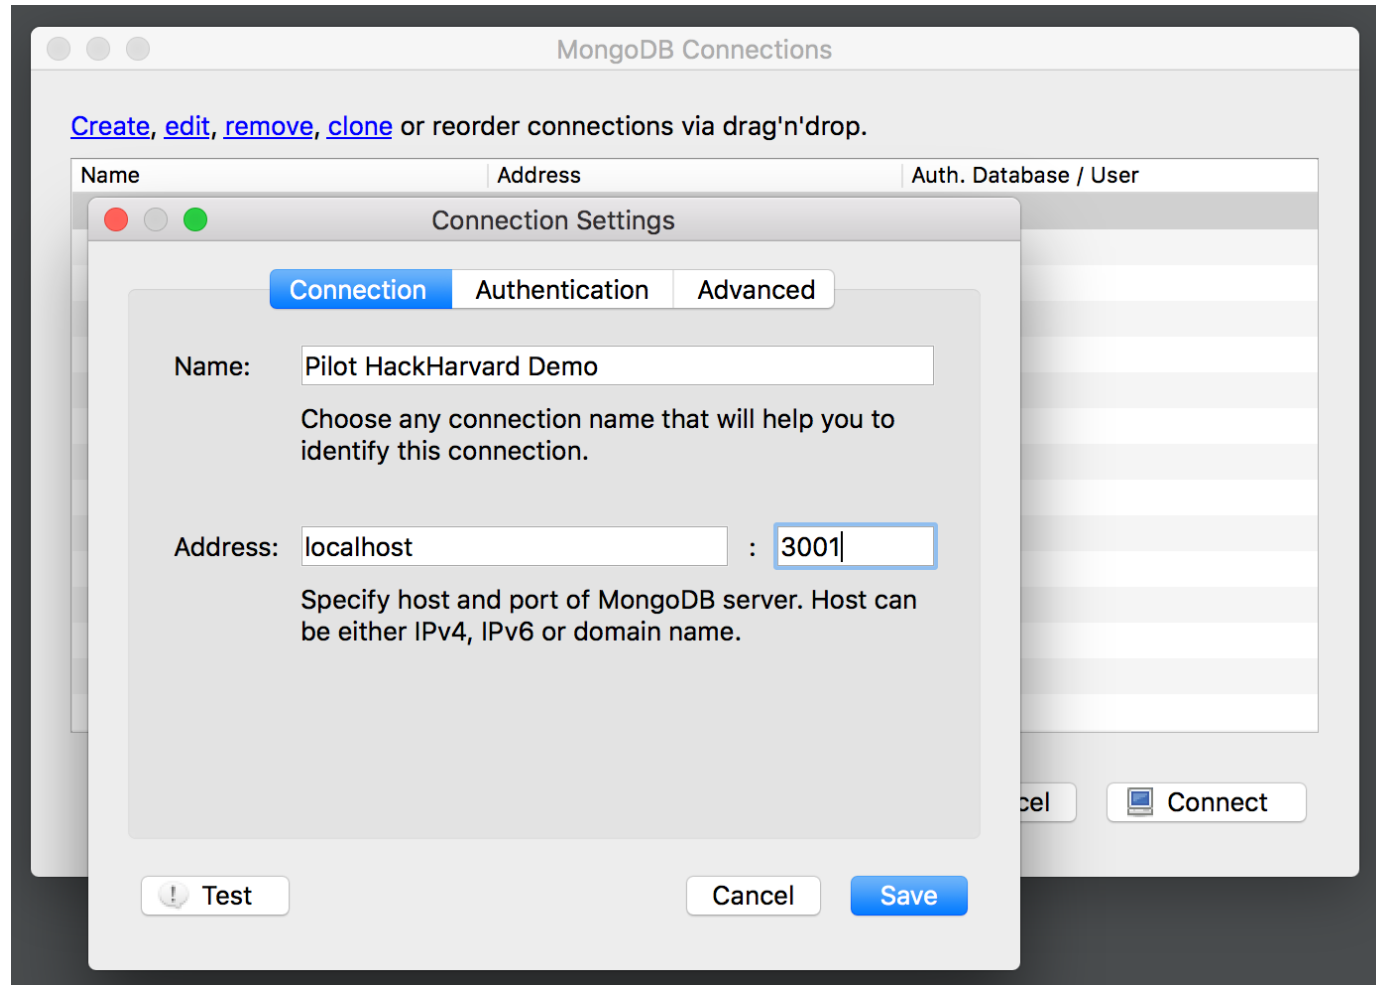 MongoDB Connections
Create, edit, remove, clone or reorder connections via drag'n'drop.
Name Address Auth. Database / User
Connection Settings
Connection Authentication Advanced
Name: Pilot HackHarvard Demo
Choose any connection name that will help you to
identify this connection.
Address: localhost : 3001
Specify host and port of MongoDB server. Host can
be either IPv4, IPv6 or domain name.
cel Connect
! Test Cancel Save